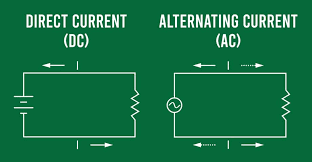 DIRECT CURRENT
(DC)
ALTERNATING CURRENT
(AC)
I
I
I
I